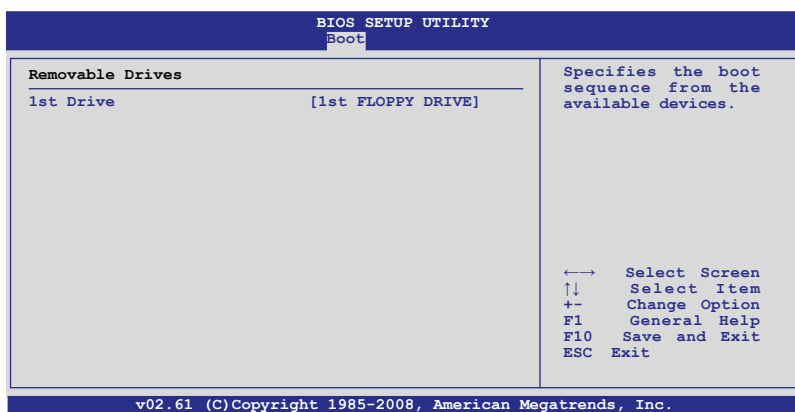 BIOS SETUP UTILITY
Boot
Removable Drives
1st Drive [1st FLOPPY DRIVE]
Specifies the boot
sequence from the
available devices.
←→ Select Screen
↑↓ Select Item
+- Change Option
F1 General Help
F10 Save and Exit
ESC Exit
v02.61 (C)Copyright 1985-2008, American Megatrends, Inc.